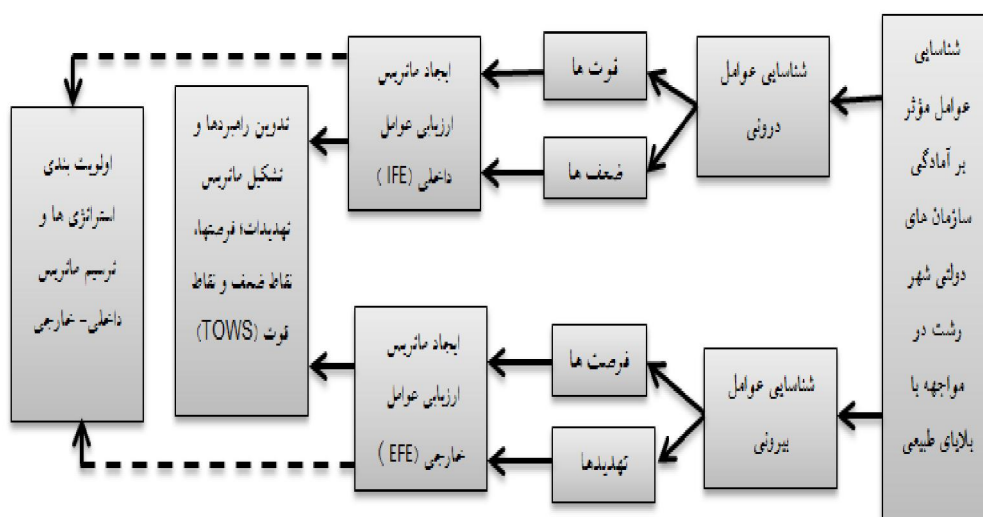 شناسایی
عوامل مؤثر
بر آمادگی
سازمان های
دولتی شهر
رشت در
مواجهه با
بلایای طبیعی
شناسایی عوامل
درونی
قوت ها
ضعف ها
ایجاد ماتریس
ارزیابی عوامل
داخلی (IFE )
شناسایی عوامل
بیرونی
فرصت ها
تهدیدها
ایجاد ماتریس
ارزیابی عوامل
خارجی (EFE )
تدوین راهبردها و
تشکیل ماتریس
تهدیدات؛ فرصتها،
نقاط ضعف و نقاط
قوت (TOWS)
اولویت بندی
استراتژی ها و
ترسیم ماتریس
داخلی- خارجی